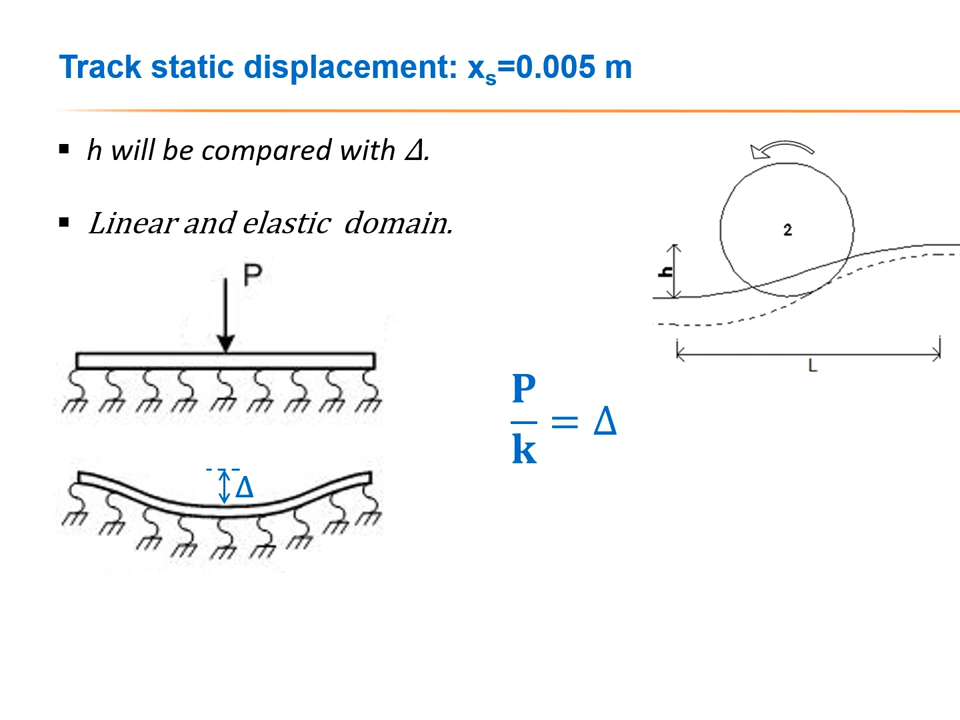 Track static displacement: xs=0.005 m
▪ h will be compared with Δ.
▪ Linear and elastic domain.
P
2
h
L
P
k
= Δ
Δ